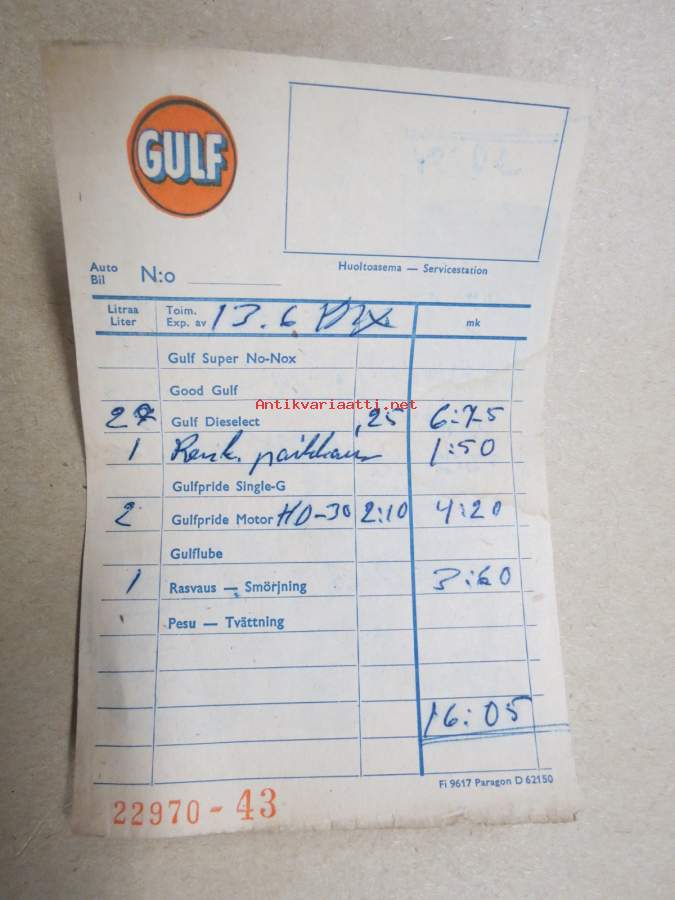 GULF
Huoltoasema — Servicestation
Auto
Bil
N:o
Litraa
Liter
Toim.
Exp. av
13.6
mk
Gulf Super No-Nox
Good Gulf
Antikvariaatti.net
27 Gulf Dieselect ,25 6:75
1 Renk. paikkaus 1:50
Gulfpride Single-G
2 Gulfpride Motor HD-30 2:10 4:20
Gulflube
1 Rasvaus — Smörjning 3:60
Pesu — Tvättning
16:05
Fi 9617 Paragon D 62150
22970 - 43